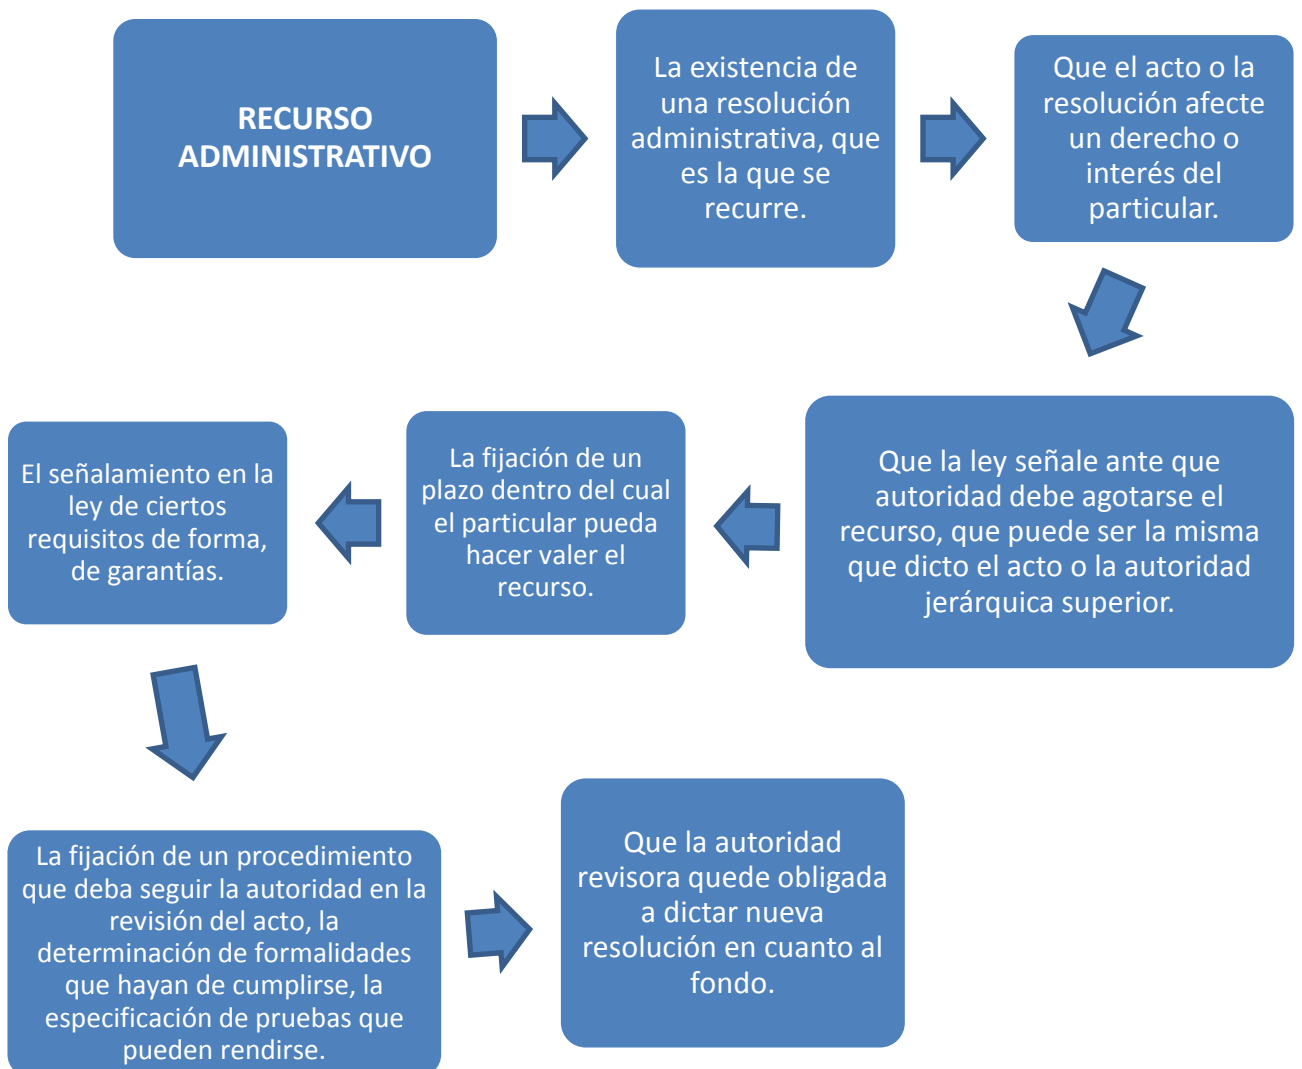 RECURSO
ADMINISTRATIVO
La existencia de
una resolución
administrativa, que
es la que se
recurre.
Que el acto o la
resolución afecte
un derecho o
interés del
particular.
Que la ley señale ante que
autoridad debe agotarse el
recurso, que puede ser la misma
que dicto el acto o la autoridad
jerárquica superior.
La fijación de un
plazo dentro del cual
el particular pueda
hacer valer el
recurso.
El señalamiento en la
ley de ciertos
requisitos de forma,
de garantías.
La fijación de un procedimiento
que deba seguir la autoridad en la
revisión del acto, la
determinación de formalidades
que hayan de cumplirse, la
especificación de pruebas que
pueden rendirse.
Que la autoridad
revisora quede obligada
a dictar nueva
resolución en cuanto al
fondo.